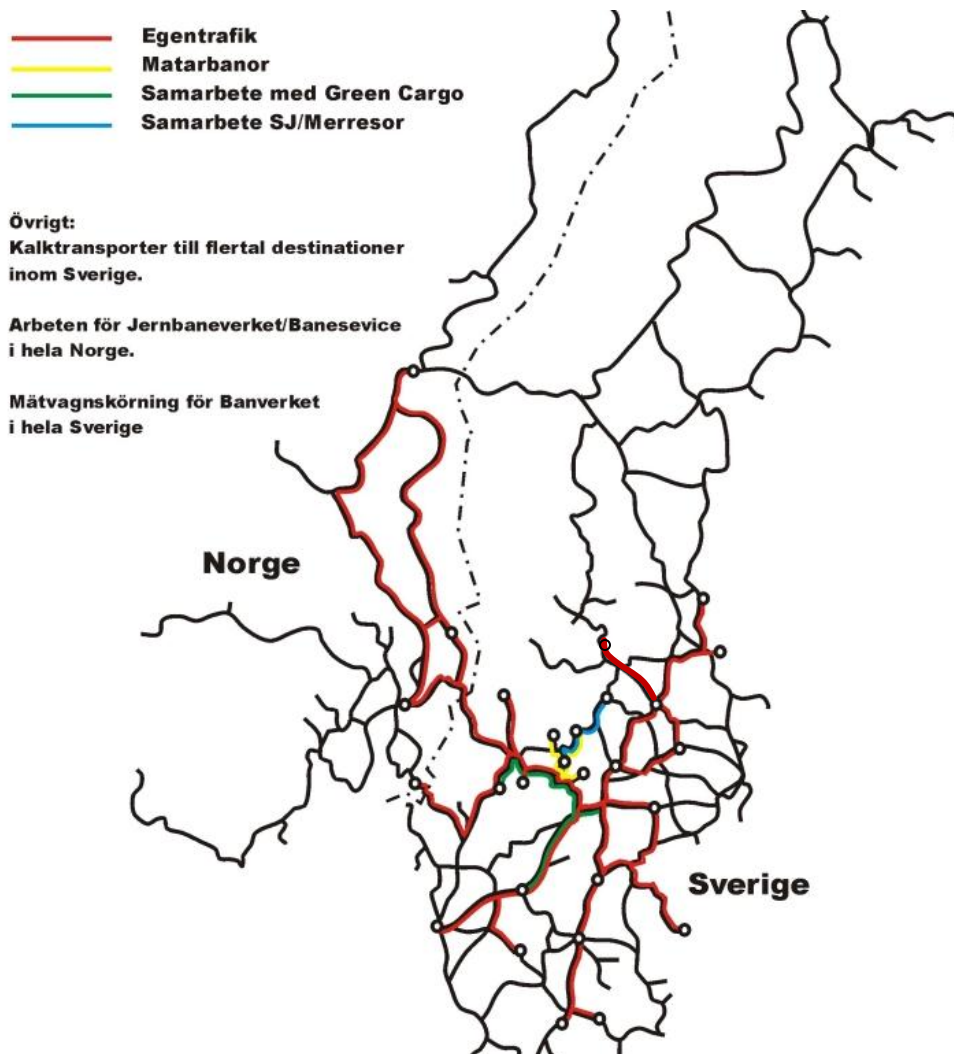 Egentrafik
Matarbanor
Samarbete med Green Cargo
Samarbete SJ/Merresor
Övrigt:
Kalktransporter till flertal destinationer
inom Sverige.
Arbeten för Jernbaneverket/Banesevice
i hela Norge.
Mätvagnskörning för Banverket
i hela Sverige
Norge
Sverige